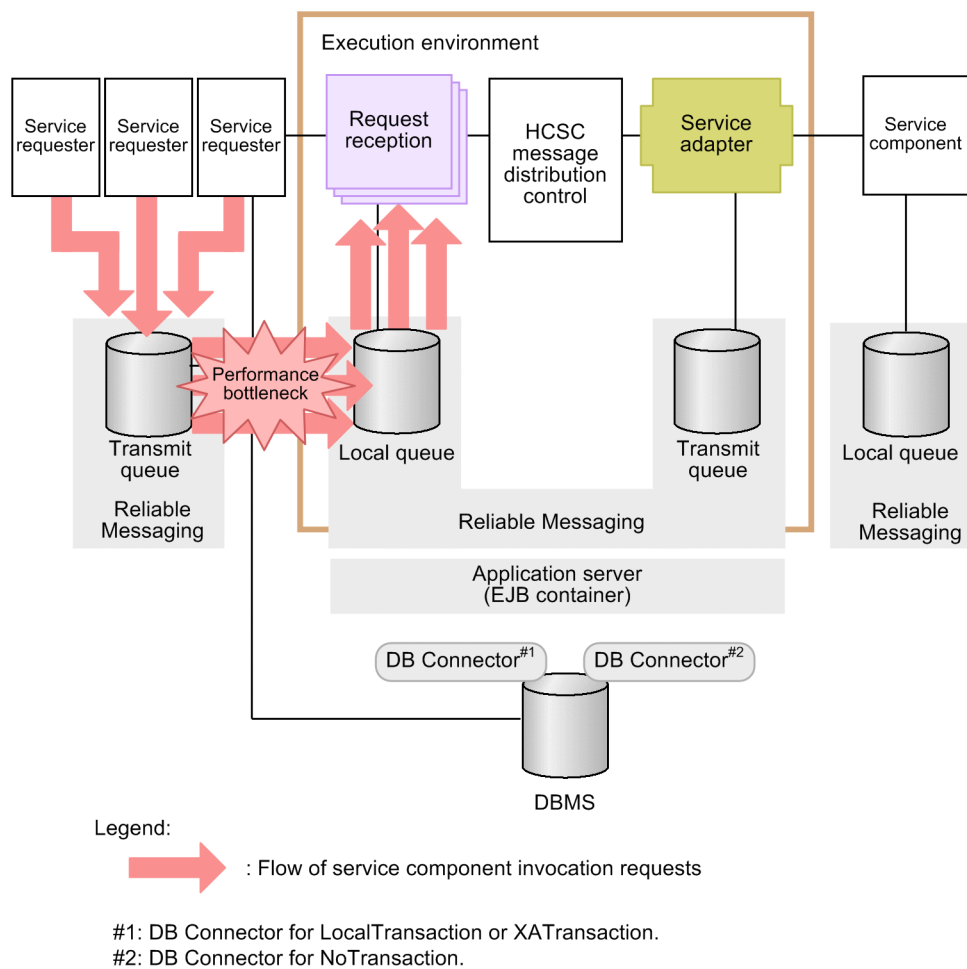 Execution environment
Service
requester
Service
requester
Service
requester
Request
reception
HCSC
message
distribution
control
Service
adapter
Service
component
Performance
bottleneck
Transmit
queue
Local queue
Transmit
queue
Local queue
Reliable
Messaging
Reliable Messaging
Reliable
Messaging
Application server
(EJB container)
DB Connector#1
DB Connector#2
DBMS
Legend:
: Flow of service component invocation requests
#1: DB Connector for LocalTransaction or XATransaction.
#2: DB Connector for NoTransaction.